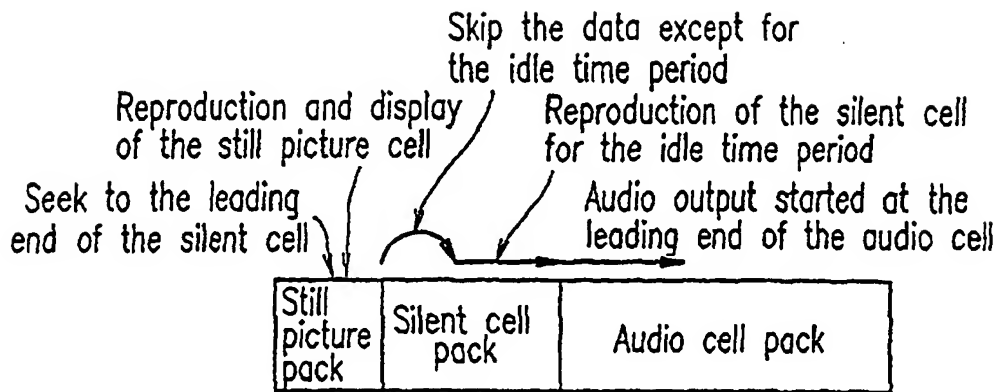 Skip the data except for
the idle time period
Reproduction and display
of the still picture cell
Reproduction of the silent cell
for the idle time period
Seek to the leading
end of the silent cell
Audio output started at the
leading end of the audio cell
Still
picture
pack
Silent cell
pack
Audio cell pack